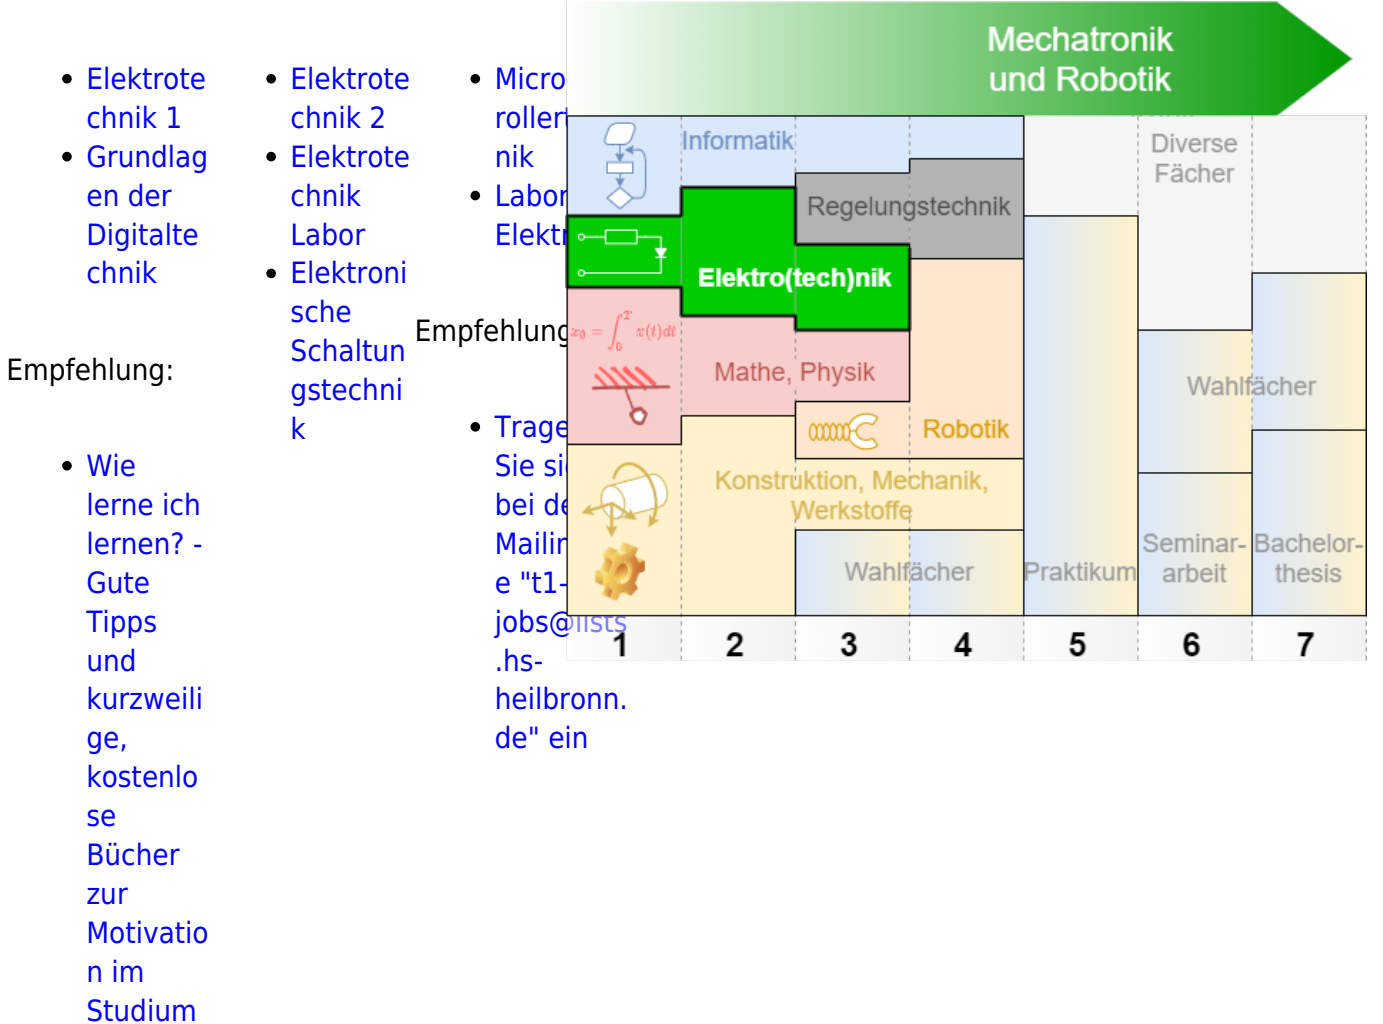 Elektrote
chnik 1
Grundlag
en der
Digitalte
chnik
Empfehlung:
Wie
lerne ich
lernen? -
Gute
Tipps
und
kurzweili
ge,
kostenlo
se
Bücher
zur
Motivatio
n im
Studium
Elektrote
chnik 2
Elektrote
chnik
Labor
Elektroni
sche
Schaltun
gstechni
k
Micro
roller
nik
Labor
Elekt
Empfehlung
Trage
Sie si
bei de
Mailin
e "t1-
jobs@lists
.hs-
heilbronn.
de" ein
Mechatronik
und Robotik
Informatik
Diverse
Fächer
Regelungstechnik
Elektro(tech)nik
x₀ = ∫₀²π x(t)dt
Mathe, Physik
Wahlfächer
Robotik
Konstruktion, Mechanik,
Werkstoffe
Wahlfächer
Praktikum
Seminar-
arbeit
Bachelor-
thesis
1 2 3 4 5 6 7